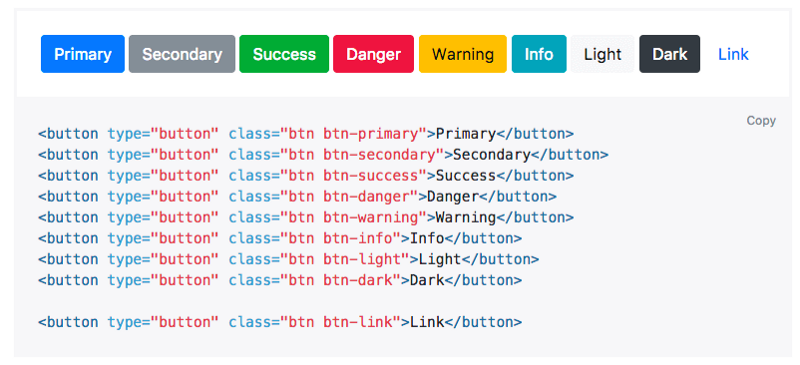 Primary Secondary Success Danger Warning Info Light Dark Link
Copy
<button type="button" class="btn btn-primary">Primary</button>
<button type="button" class="btn btn-secondary">Secondary</button>
<button type="button" class="btn btn-success">Success</button>
<button type="button" class="btn btn-danger">Danger</button>
<button type="button" class="btn btn-warning">Warning</button>
<button type="button" class="btn btn-info">Info</button>
<button type="button" class="btn btn-light">Light</button>
<button type="button" class="btn btn-dark">Dark</button>
<button type="button" class="btn btn-link">Link</button>